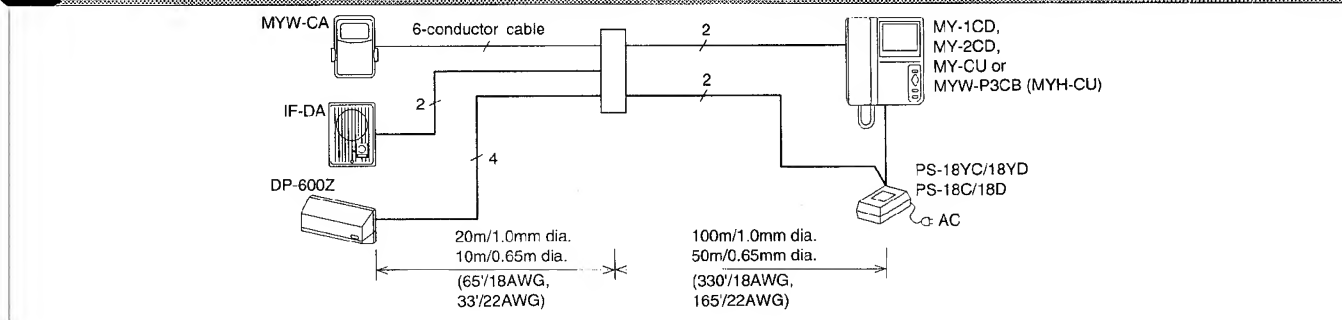 MYW-CA
6-conductor cable
2
MY-1CD,
MY-2CD,
MY-CU or
MYW-P3CB (MYH-CU)
IF-DA
2
2
4
DP-600Z
PS-18YC/18YD
PS-18C/18D
AC
20m/1.0mm dia.
10m/0.65m dia.
(65'/18AWG,
33'/22AWG)
100m/1.0mm dia.
50m/0.65mm dia.
(330'/18AWG,
165'/22AWG)